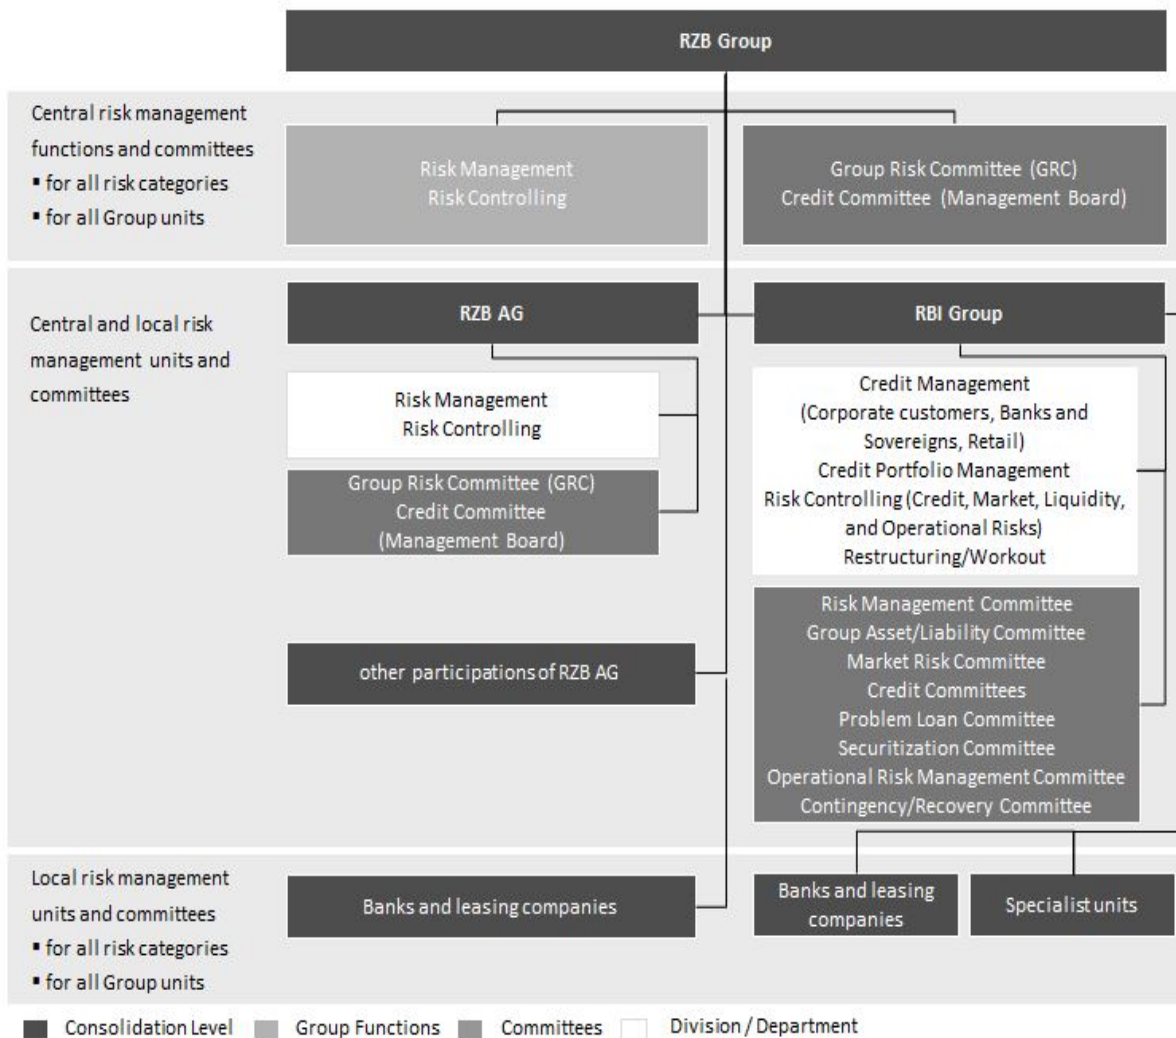 RZB Group
Central risk management
functions and committees
▪ for all risk categories
▪ for all Group units
Risk Management
Risk Controlling
Group Risk Committee (GRC)
Credit Committee (Management Board)
Central and local risk
management units and
committees
RZB AG
RBI Group
Risk Management
Risk Controlling
Group Risk Committee (GRC)
Credit Committee
(Management Board)
Credit Management
(Corporate customers, Banks and
Sovereigns, Retail)
Credit Portfolio Management
Risk Controlling (Credit, Market, Liquidity,
and Operational Risks)
Restructuring/Workout
other participations of RZB AG
Risk Management Committee
Group Asset/Liability Committee
Market Risk Committee
Credit Committees
Problem Loan Committee
Securitization Committee
Operational Risk Management Committee
Contingency/Recovery Committee
Local risk management
units and committees
▪ for all risk categories
▪ for all Group units
Banks and leasing companies
Banks and leasing
companies
Specialist units
Consolidation Level
Group Functions
Committees
Division / Department